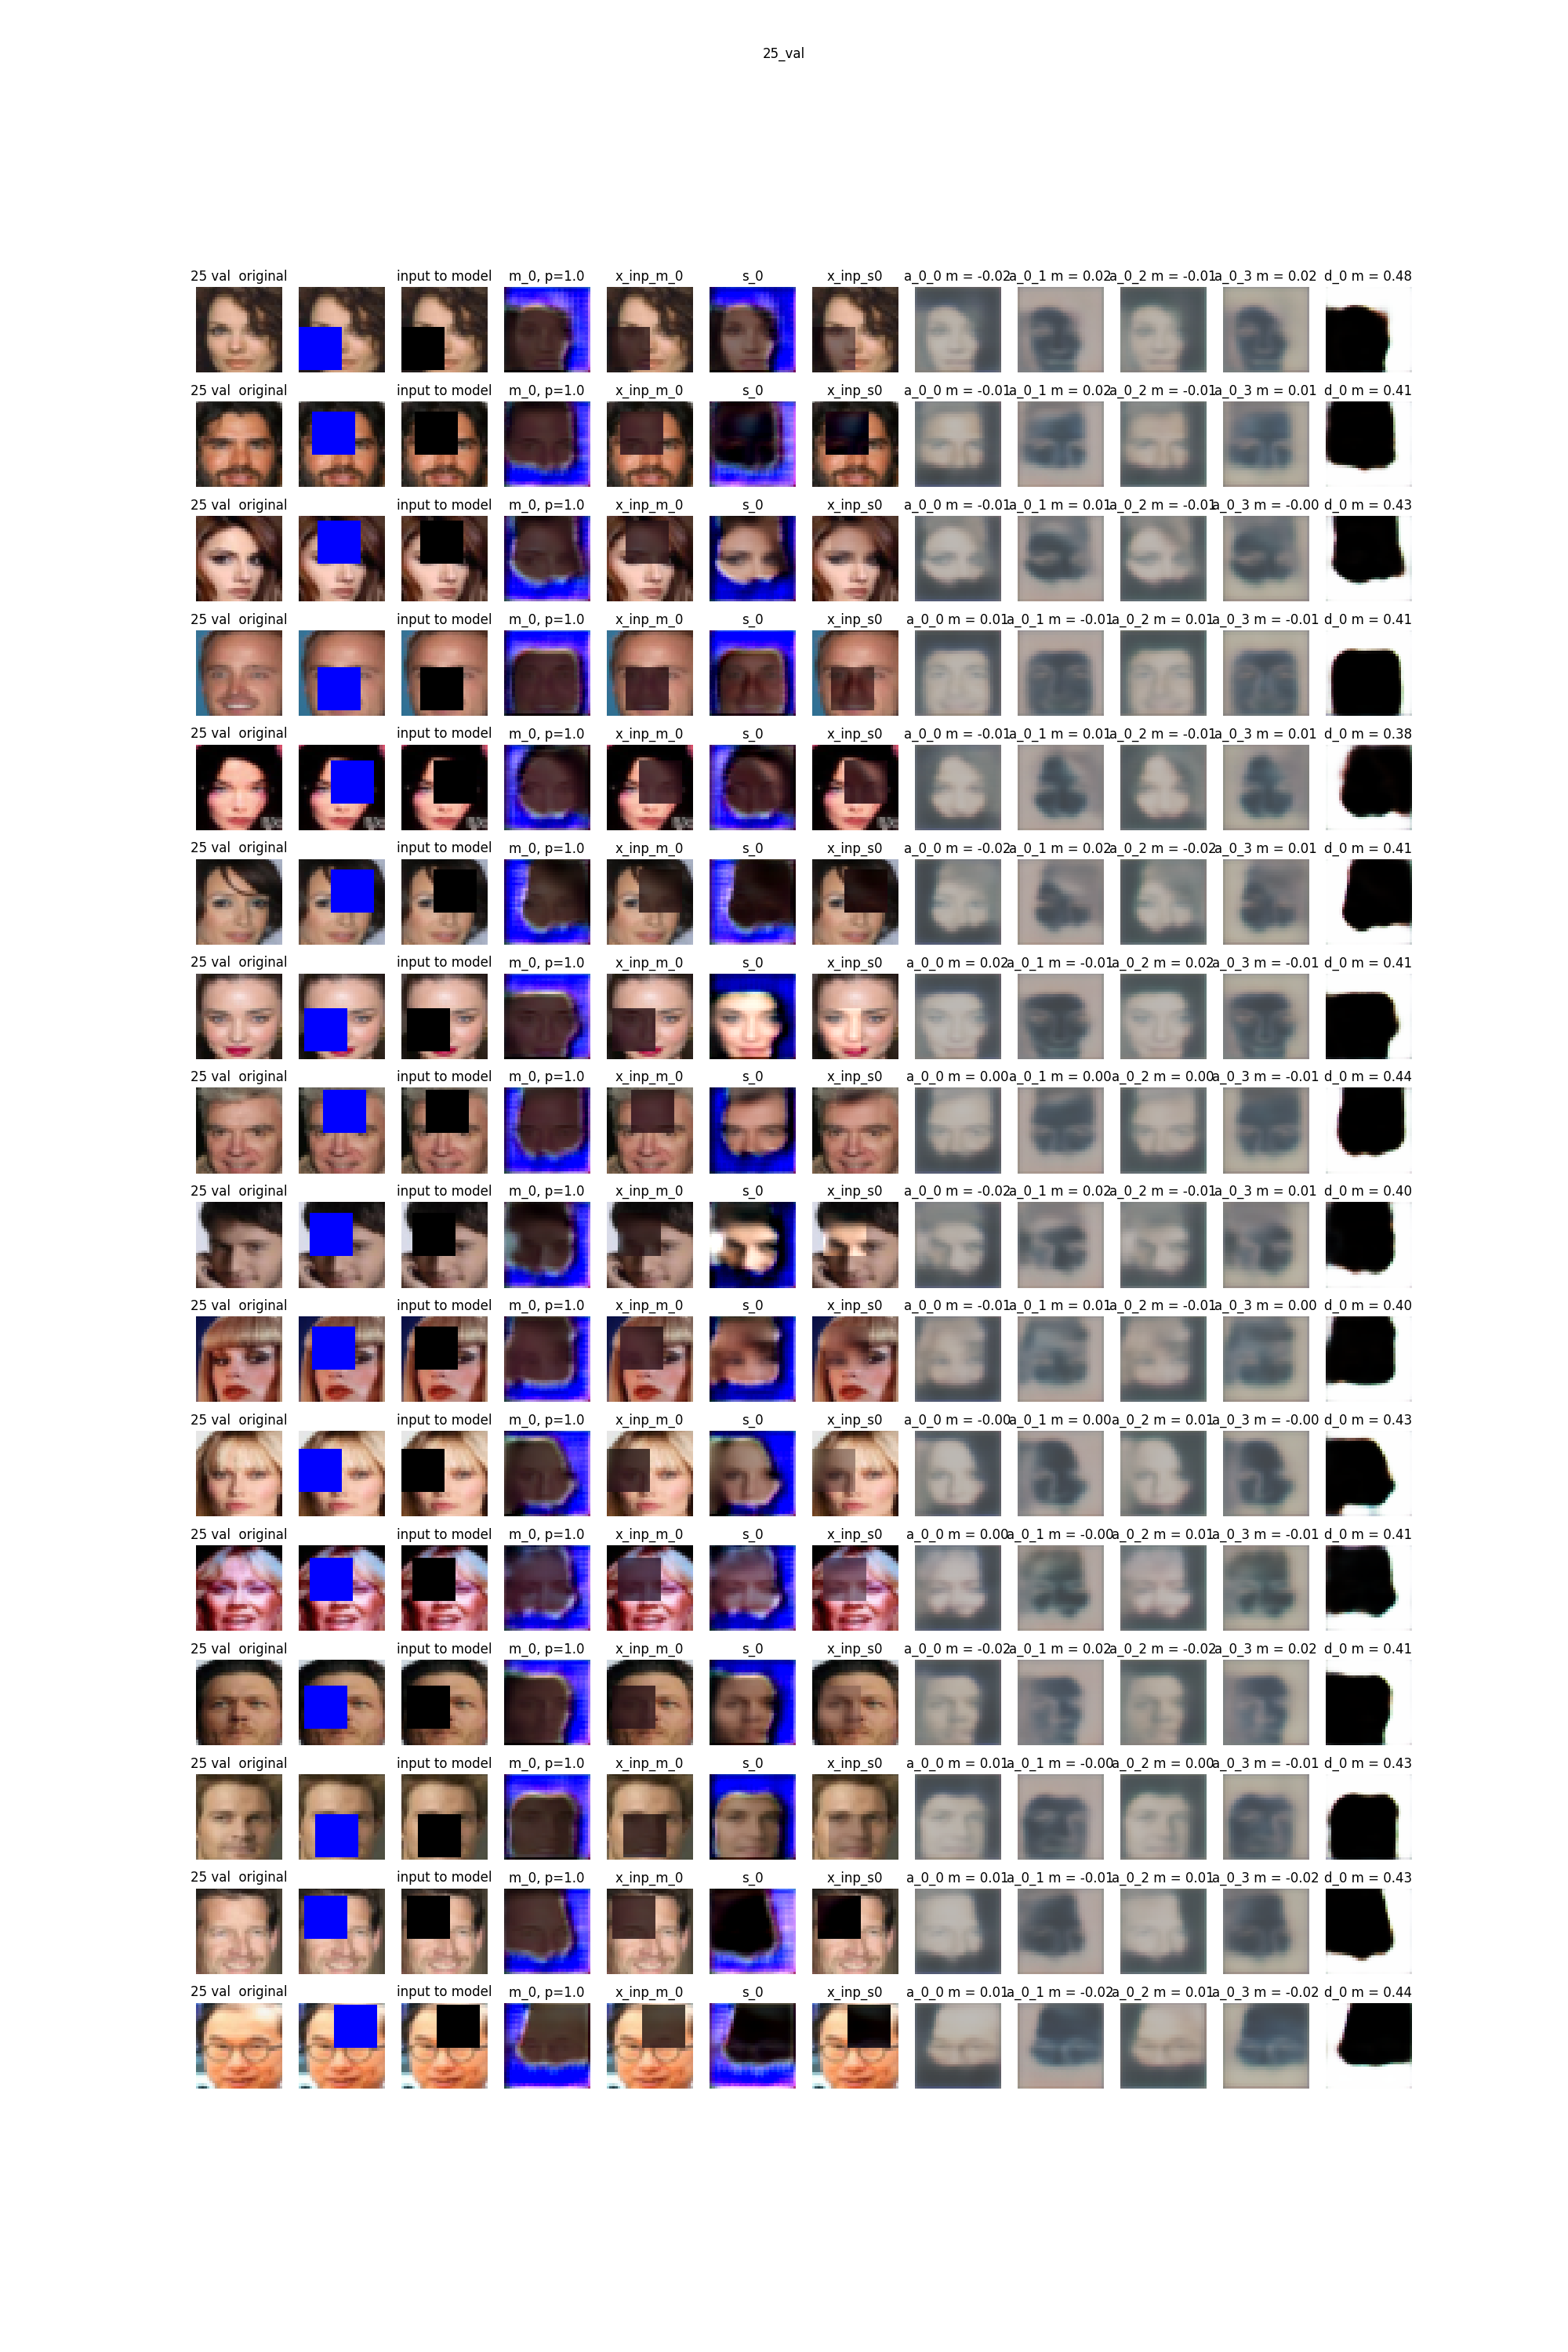 25_val
25 val original input to model m_0, p=1.0 x_inp_m_0 s_0 x_inp_s0 a_0_0 m = -0.02 a_0_1 m = 0.02 a_0_2 m = -0.01 a_0_3 m = 0.02 d_0 m = 0.48
25 val original input to model m_0, p=1.0 x_inp_m_0 s_0 x_inp_s0 a_0_0 m = -0.01 a_0_1 m = 0.02 a_0_2 m = -0.01 a_0_3 m = 0.01 d_0 m = 0.41
25 val original input to model m_0, p=1.0 x_inp_m_0 s_0 x_inp_s0 a_0_0 m = -0.01 a_0_1 m = 0.01 a_0_2 m = -0.01 a_0_3 m = -0.00 d_0 m = 0.43
25 val original input to model m_0, p=1.0 x_inp_m_0 s_0 x_inp_s0 a_0_0 m = 0.01 a_0_1 m = -0.01 a_0_2 m = 0.01 a_0_3 m = -0.01 d_0 m = 0.41
25 val original input to model m_0, p=1.0 x_inp_m_0 s_0 x_inp_s0 a_0_0 m = -0.01 a_0_1 m = 0.01 a_0_2 m = -0.01 a_0_3 m = 0.01 d_0 m = 0.38
25 val original input to model m_0, p=1.0 x_inp_m_0 s_0 x_inp_s0 a_0_0 m = -0.02 a_0_1 m = 0.02 a_0_2 m = -0.02 a_0_3 m = 0.01 d_0 m = 0.41
25 val original input to model m_0, p=1.0 x_inp_m_0 s_0 x_inp_s0 a_0_0 m = 0.02 a_0_1 m = -0.01 a_0_2 m = 0.02 a_0_3 m = -0.01 d_0 m = 0.41
25 val original input to model m_0, p=1.0 x_inp_m_0 s_0 x_inp_s0 a_0_0 m = 0.00 a_0_1 m = 0.00 a_0_2 m = 0.00 a_0_3 m = -0.01 d_0 m = 0.44
25 val original input to model m_0, p=1.0 x_inp_m_0 s_0 x_inp_s0 a_0_0 m = -0.02 a_0_1 m = 0.02 a_0_2 m = -0.01 a_0_3 m = 0.01 d_0 m = 0.40
25 val original input to model m_0, p=1.0 x_inp_m_0 s_0 x_inp_s0 a_0_0 m = -0.01 a_0_1 m = 0.01 a_0_2 m = -0.01 a_0_3 m = 0.00 d_0 m = 0.40
25 val original input to model m_0, p=1.0 x_inp_m_0 s_0 x_inp_s0 a_0_0 m = -0.00 a_0_1 m = 0.00 a_0_2 m = 0.01 a_0_3 m = -0.00 d_0 m = 0.43
25 val original input to model m_0, p=1.0 x_inp_m_0 s_0 x_inp_s0 a_0_0 m = 0.00 a_0_1 m = -0.00 a_0_2 m = 0.01 a_0_3 m = -0.01 d_0 m = 0.41
25 val original input to model m_0, p=1.0 x_inp_m_0 s_0 x_inp_s0 a_0_0 m = -0.02 a_0_1 m = 0.02 a_0_2 m = -0.02 a_0_3 m = 0.02 d_0 m = 0.41
25 val original input to model m_0, p=1.0 x_inp_m_0 s_0 x_inp_s0 a_0_0 m = 0.01 a_0_1 m = -0.00 a_0_2 m = 0.00 a_0_3 m = -0.01 d_0 m = 0.43
25 val original input to model m_0, p=1.0 x_inp_m_0 s_0 x_inp_s0 a_0_0 m = 0.01 a_0_1 m = -0.01 a_0_2 m = 0.01 a_0_3 m = -0.02 d_0 m = 0.43
25 val original input to model m_0, p=1.0 x_inp_m_0 s_0 x_inp_s0 a_0_0 m = 0.01 a_0_1 m = -0.02 a_0_2 m = 0.01 a_0_3 m = -0.02 d_0 m = 0.44